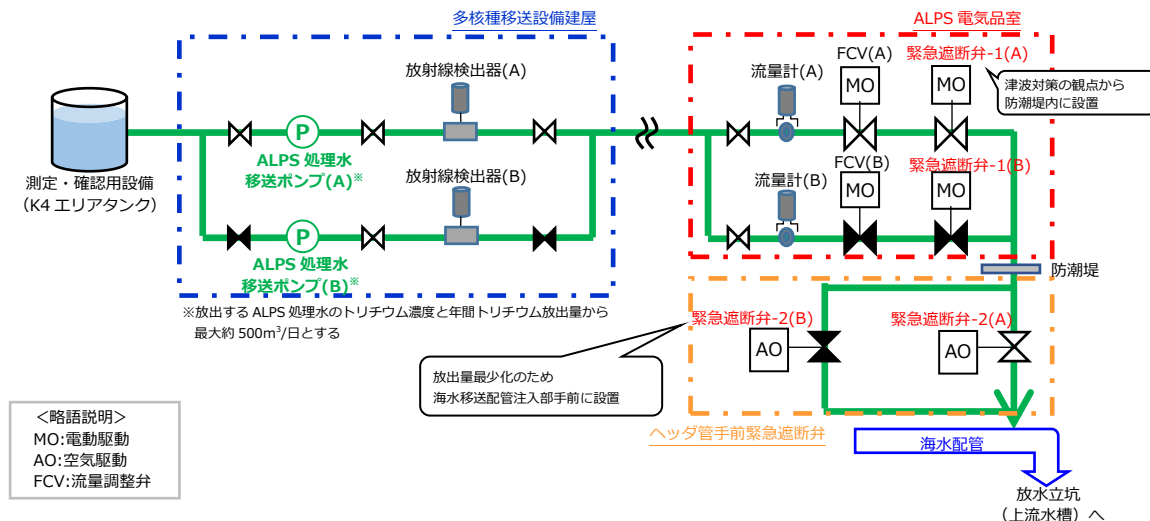 多核種移送設備建屋
ALPS 電気品室
放射線検出器(A)
流量計(A)
FCV(A)
緊急遮断弁-1(A)
MO
MO
津波対策の観点から
防潮堤内に設置
P
ALPS 処理水
移送ポンプ(A)※
測定・確認用設備
(K4 エリアタンク)
放射線検出器(B)
流量計(B)
FCV(B)
緊急遮断弁-1(B)
MO
MO
P
ALPS 処理水
移送ポンプ(B)※
防潮堤
※放出する ALPS 処理水のトリチウム濃度と年間トリチウム放出量から
最大約 500m³/日とする
緊急遮断弁-2(B)
緊急遮断弁-2(A)
AO
AO
放出量最少化のため
海水移送配管注入部手前に設置
ヘッダ管手前緊急遮断弁
海水配管
放水立坑
(上流水槽)へ
<略語説明>
MO:電動駆動
AO:空気駆動
FCV:流量調整弁